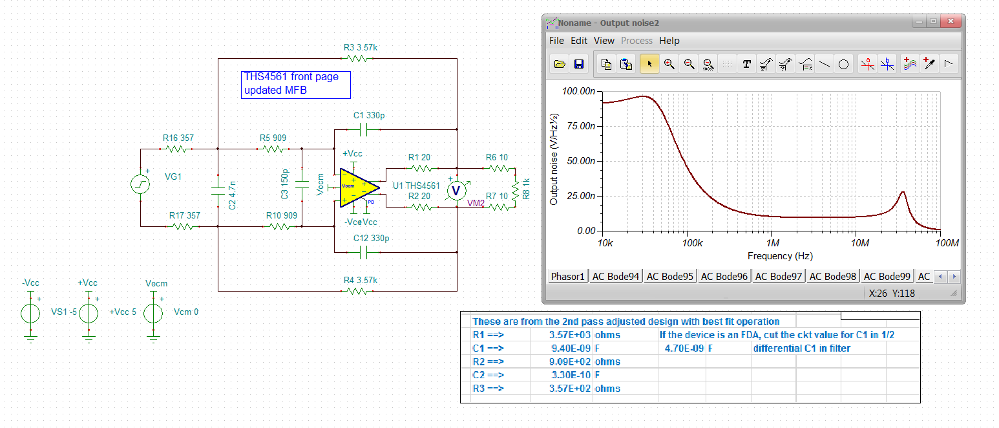 Noname - Output noise2
File Edit View Process Help
R3 3.57k
THS4561 front page
updated MFB
C1 330p
R16 357
R5 909
+Vcc
R1 20
R6 10
VG1
C2 4.7n
C3 150p
Vocm
Vocm
U1 THS4561
V
R8 1k
PD
R2 20
VM2
R7 10
R17 357
R10 909
-Vcc
+Vcc
C12 330p
R4 3.57k
-Vcc
+Vcc
Vocm
VS1 -5
+Vcc 5
Vcm 0
100%
T
a
b
Output noise (V/Hz½)
100.00n
75.00n
50.00n
25.00n
0.00
10k 100k 1M 10M 100M
Frequency (Hz)
Phasor1 AC Bode94 AC Bode95 AC Bode96 AC Bode97 AC Bode98 AC Bode99 AC
X:26 Y:118
These are from the 2nd pass adjusted design with best fit operation
R1 ==> 3.57E+03 ohms If the device is an FDA, cut the ckt value for C1 in 1/2
C1 ==> 9.40E-09 F 4.70E-09 F differential C1 in filter
R2 ==> 9.09E+02 ohms
C2 ==> 3.30E-10 F
R3 ==> 3.57E+02 ohms